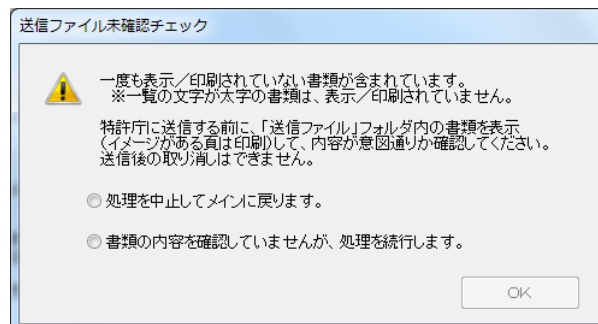 送信ファイル未確認チェック
一度も表示／印刷されていない書類が含まれています。
※一覧の文字が太字の書類は、表示／印刷されていません。
特許庁に送信する前に、「送信ファイル」フォルダ内の書類を表示
(イメージがある頁は印刷)して、内容が意図通りか確認してください。
送信後の取り消しはできません。
処理を中止してメインに戻ります。
書類の内容を確認していませんが、処理を続行します。
OK